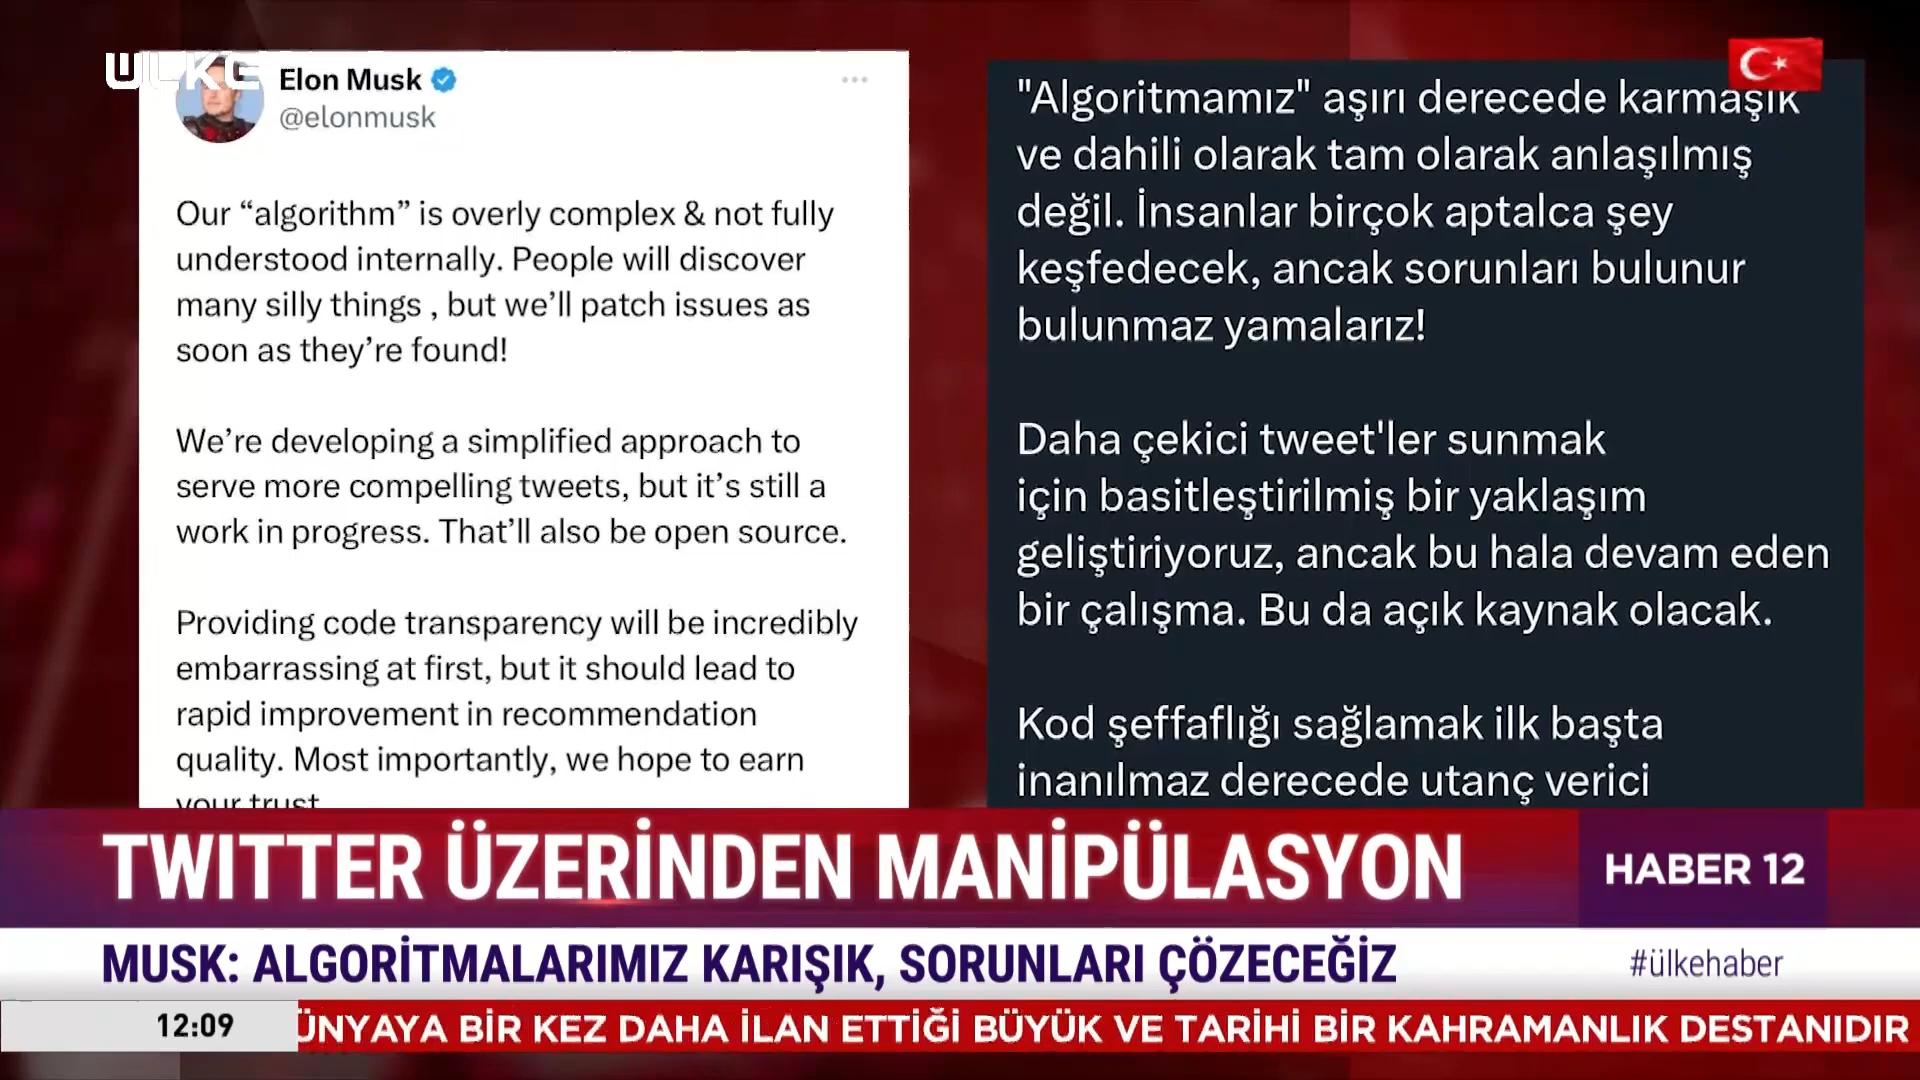 ÜLKE
Elon Musk
@elonmusk
Our “algorithm” is overly complex & not fully
understood internally. People will discover
many silly things , but we’ll patch issues as
soon as they’re found!
We’re developing a simplified approach to
serve more compelling tweets, but it’s still a
work in progress. That’ll also be open source.
Providing code transparency will be incredibly
embarrassing at first, but it should lead to
rapid improvement in recommendation
quality. Most importantly, we hope to earn
your trust
"Algoritmamız" aşırı derecede karmaşık
ve dahili olarak tam olarak anlaşılmış
değil. İnsanlar birçok aptalca şey
keşfedecek, ancak sorunları bulunur
bulunmaz yamalarız!
Daha çekici tweet'ler sunmak
için basitleştirilmiş bir yaklaşım
geliştiriyoruz, ancak bu hala devam eden
bir çalışma. Bu da açık kaynak olacak.
Kod şeffaflığı sağlamak ilk başta
inanılmaz derecede utanç verici
TWITTER ÜZERİNDEN MANİPÜLASYON
HABER 12
MUSK: ALGORİTMALARIMIZ KARIŞIK, SORUNLARI ÇÖZECEĞİZ
#ülkehaber
12:09
ÜNYAYA BİR KEZ DAHA İLAN ETTİĞİ BÜYÜK VE TARİHİ BİR KAHRAMANLIK DESTANIDIR